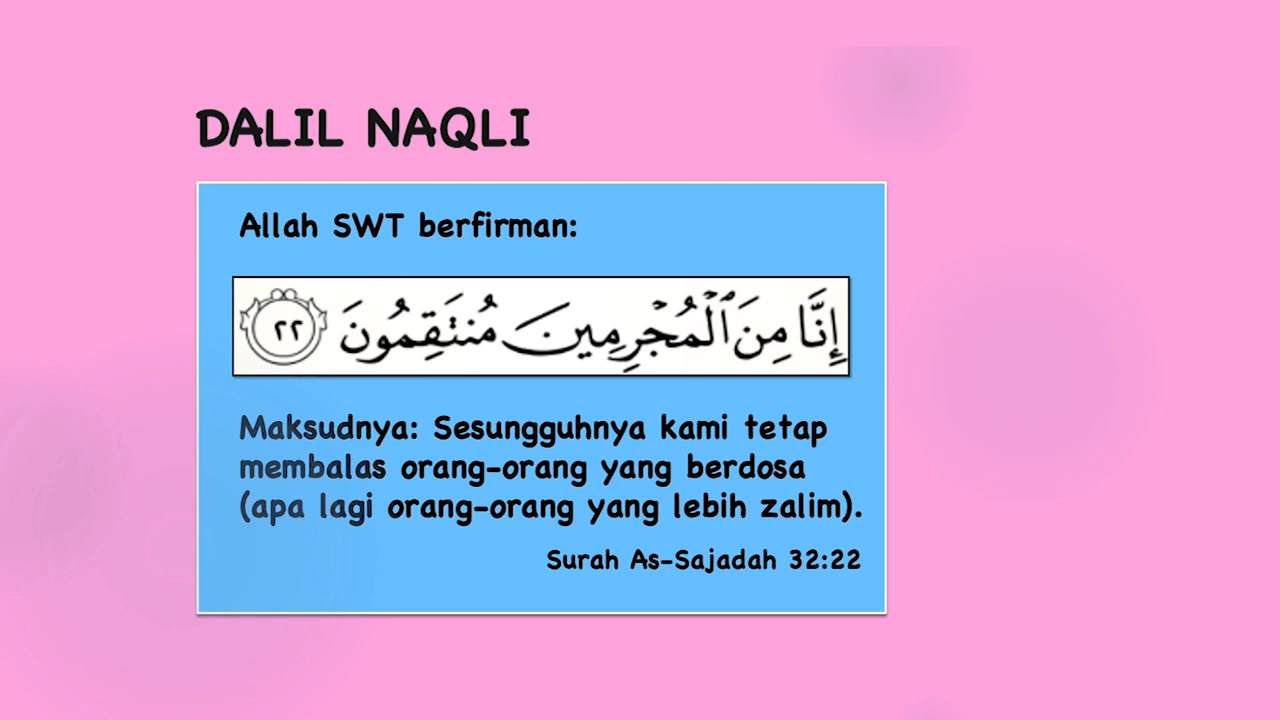 DALIL NAQLI
Allah SWT berfirman:
إِنَّا مِنَ ٱلْمُجْرِمِينَ مُنتَقِمُونَ ٢٢
Maksudnya: Sesungguhnya kami tetap
membalas orang-orang yang berdosa
(apa lagi orang-orang yang lebih zalim).
Surah As-Sajadah 32:22